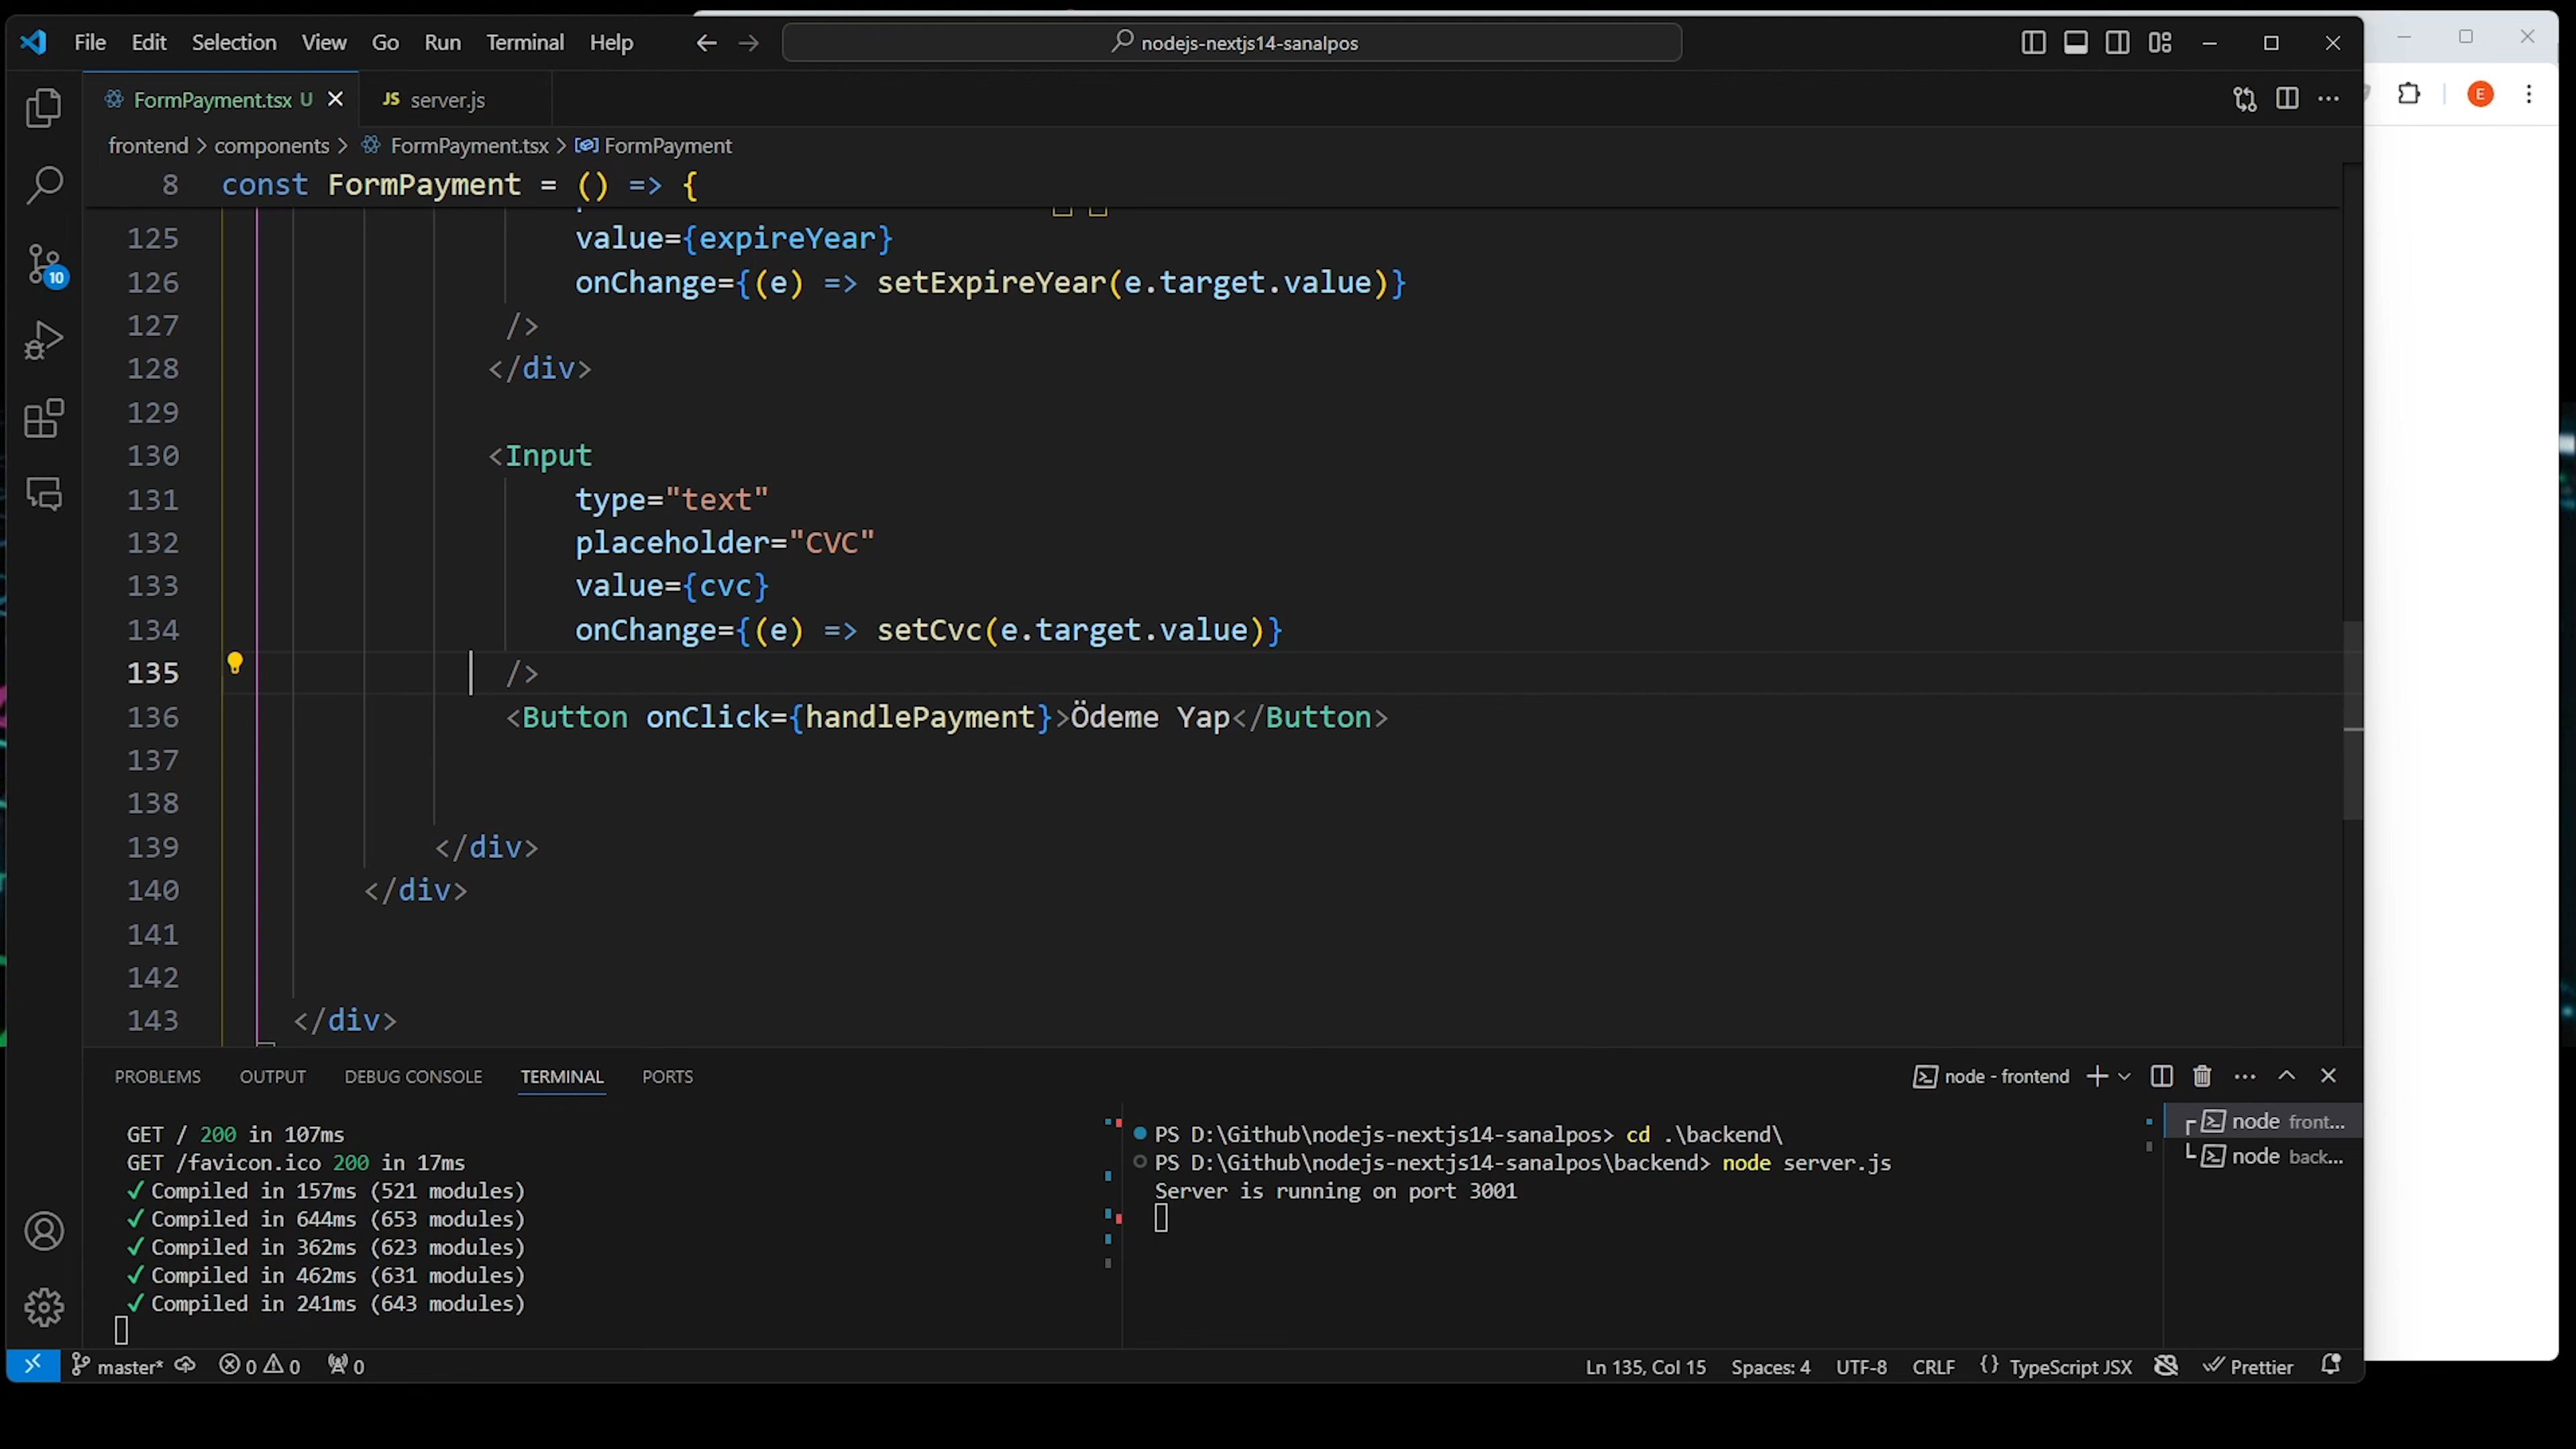 File Edit Selection View Go Run Terminal Help
nodejs-nextjs14-sanalpos
FormPayment.tsx U
JS server.js
E
frontend > components > FormPayment.tsx > FormPayment
8 const FormPayment = () => {
125 value={expireYear}
126 onChange={(e) => setExpireYear(e.target.value)}
127 />
128 </div>
129
130 <Input
131 type="text"
132 placeholder="CVC"
133 value={cvc}
134 onChange={(e) => setCvc(e.target.value)}
135 />
136 <Button onClick={handlePayment}>Ödeme Yap</Button>
137
138
139 </div>
140 </div>
141
142
143 </div>
10
PROBLEMS OUTPUT DEBUG CONSOLE TERMINAL PORTS
node - frontend
GET / 200 in 107ms
GET /favicon.ico 200 in 17ms
✓ Compiled in 157ms (521 modules)
✓ Compiled in 644ms (653 modules)
✓ Compiled in 362ms (623 modules)
✓ Compiled in 462ms (631 modules)
✓ Compiled in 241ms (643 modules)
PS D:\Github\nodejs-nextjs14-sanalpos> cd .\backend\
PS D:\Github\nodejs-nextjs14-sanalpos\backend> node server.js
Server is running on port 3001
node front...
node back...
master* 0 0 0
Ln 135, Col 15 Spaces: 4 UTF-8 CRLF {} TypeScript JSX Prettier